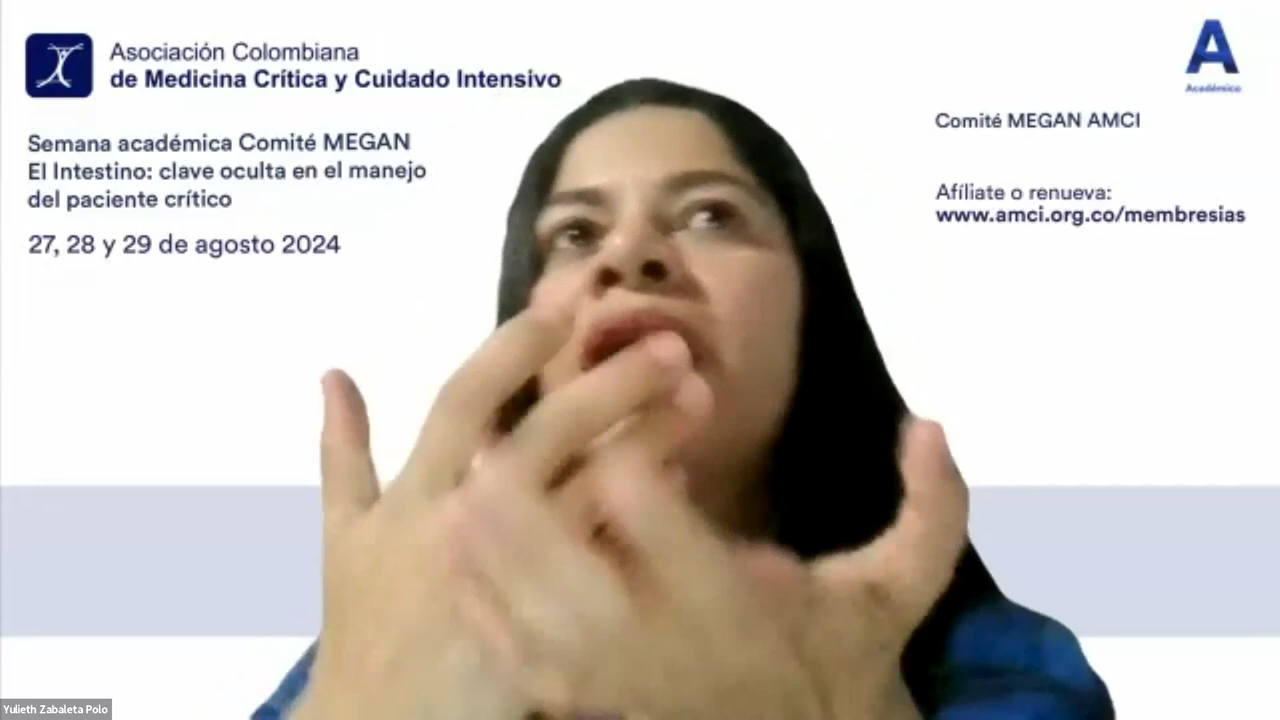 Asociación Colombiana
de Medicina Crítica y Cuidado Intensivo
Semana académica Comité MEGAN
El Intestino: clave oculta en el manejo
del paciente crítico
27, 28 y 29 de agosto 2024
A
Académico
Comité MEGAN AMCI
Afíliate o renueva:
www.amci.org.co/membresias
Yulieth Zabaleta Polo